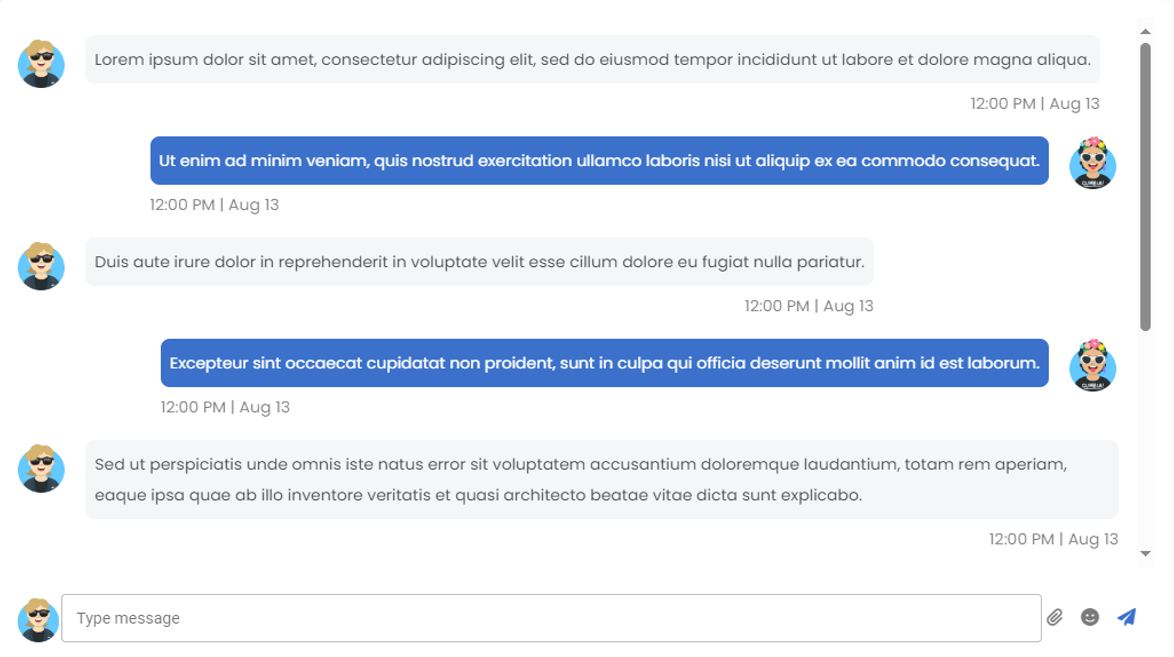 Lorem ipsum dolor sit amet, consectetur adipiscing elit, sed do eiusmod tempor incididunt ut labore et dolore magna aliqua.
12:00 PM | Aug 13
Ut enim ad minim veniam, quis nostrud exercitation ullamco laboris nisi ut aliquip ex ea commodo consequat.
12:00 PM | Aug 13
Duis aute irure dolor in reprehenderit in voluptate velit esse cillum dolore eu fugiat nulla pariatur.
12:00 PM | Aug 13
Excepteur sint occaecat cupidatat non proident, sunt in culpa qui officia deserunt mollit anim id est laborum.
12:00 PM | Aug 13
Sed ut perspiciatis unde omnis iste natus error sit voluptatem accusantium doloremque laudantium, totam rem aperiam,
eaque ipsa quae ab illo inventore veritatis et quasi architecto beatae vitae dicta sunt explicabo.
12:00 PM | Aug 13
Type message